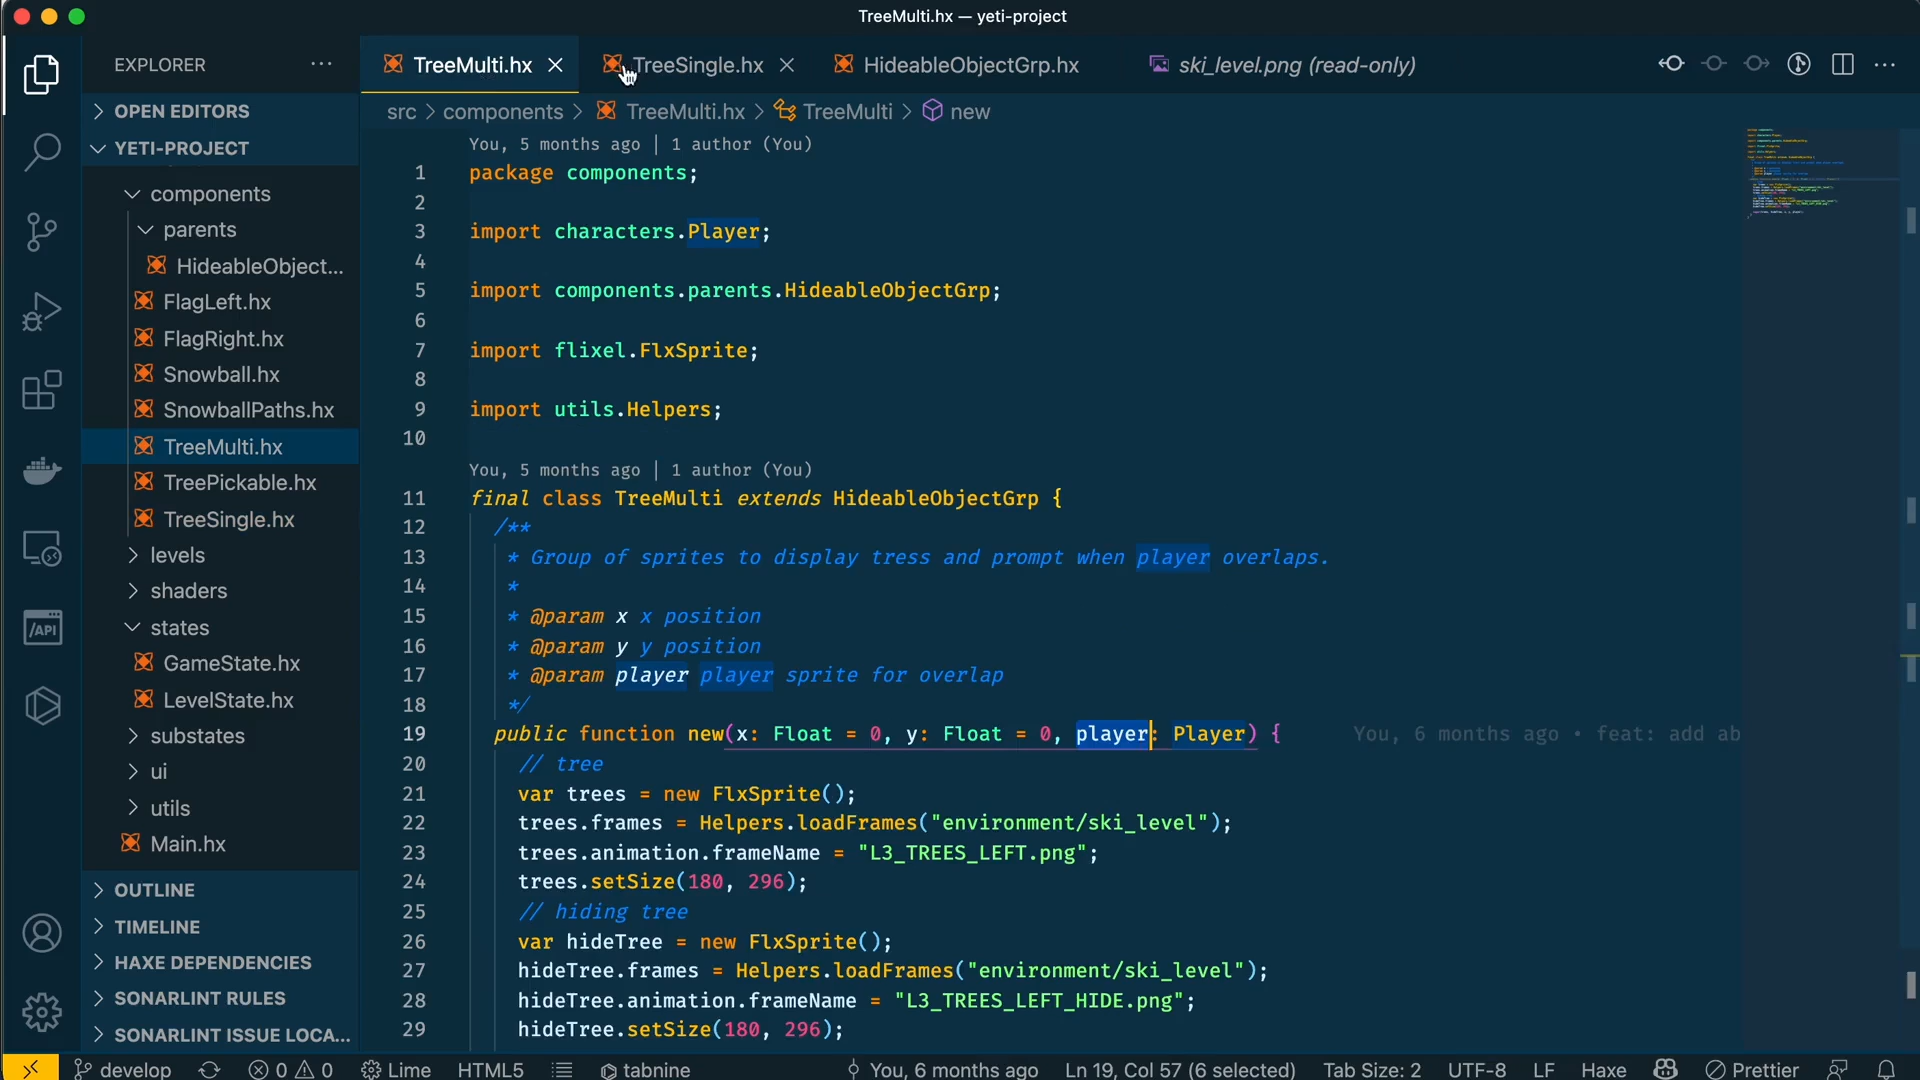 TreeMulti.hx — yeti-project
EXPLORER
TreeMulti.hx
TreeSingle.hx
HideableObjectGrp.hx
ski_level.png (read-only)
OPEN EDITORS
YETI-PROJECT
components
parents
HideableObject...
FlagLeft.hx
FlagRight.hx
Snowball.hx
SnowballPaths.hx
TreeMulti.hx
TreePickable.hx
TreeSingle.hx
levels
shaders
states
GameState.hx
LevelState.hx
substates
ui
utils
Main.hx
OUTLINE
TIMELINE
HAXE DEPENDENCIES
SONARLINT RULES
SONARLINT ISSUE LOCA...
/API
src > components > TreeMulti.hx > TreeMulti > new
You, 5 months ago | 1 author (You)
1 package components;
2
3 import characters.Player;
4
5 import components.parents.HideableObjectGrp;
6
7 import flixel.FlxSprite;
8
9 import utils.Helpers;
10
You, 5 months ago | 1 author (You)
11 final class TreeMulti extends HideableObjectGrp {
12 /**
13 * Group of sprites to display tress and prompt when player overlaps.
14 *
15 * @param x x position
16 * @param y y position
17 * @param player player sprite for overlap
18 */
19 public function new(x: Float = 0, y: Float = 0, player: Player) { You, 6 months ago • feat: add ab
20 // tree
21 var trees = new FlxSprite();
22 trees.frames = Helpers.loadFrames("environment/ski_level");
23 trees.animation.frameName = "L3_TREES_LEFT.png";
24 trees.setSize(180, 296);
25 // hiding tree
26 var hideTree = new FlxSprite();
27 hideTree.frames = Helpers.loadFrames("environment/ski_level");
28 hideTree.animation.frameName = "L3_TREES_LEFT_HIDE.png";
29 hideTree.setSize(180, 296);
develop 0 0 Lime HTML5 tabnine You, 6 months ago Ln 19, Col 57 (6 selected) Tab Size: 2 UTF-8 LF Haxe Prettier